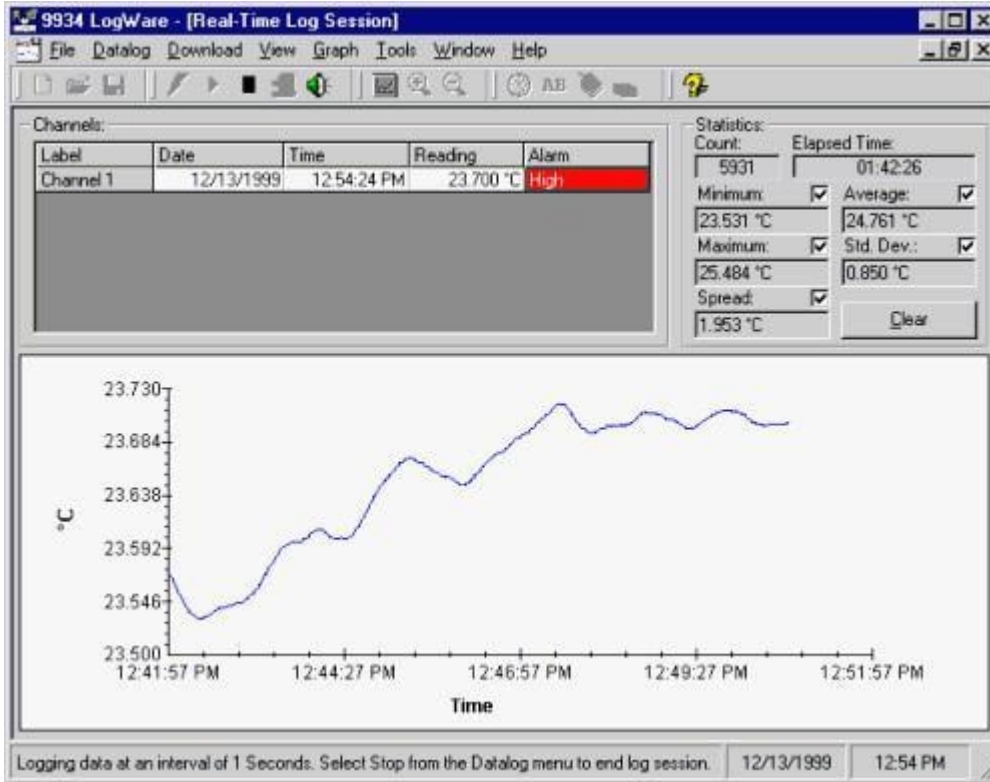 9934 LogWare - [Real-Time Log Session]
File Datalog Download View Graph Tools Window Help
AB
Channels:
Label Date Time Reading Alarm
Channel 1 12/13/1999 12:54:24 PM 23.700 °C High
Statistics:
Count: Elapsed Time:
5931 01:42:26
Minimum: Average:
23.531 °C 24.761 °C
Maximum: Std. Dev.:
25.484 °C 0.850 °C
Spread:
1.953 °C Clear
23.730
23.684
23.638
°C
23.592
23.546
23.500
12:41:57 PM 12:44:27 PM 12:46:57 PM 12:49:27 PM 12:51:57 PM
Time
Logging data at an interval of 1 Seconds. Select Stop from the Datalog menu to end log session. 12/13/1999 12:54 PM